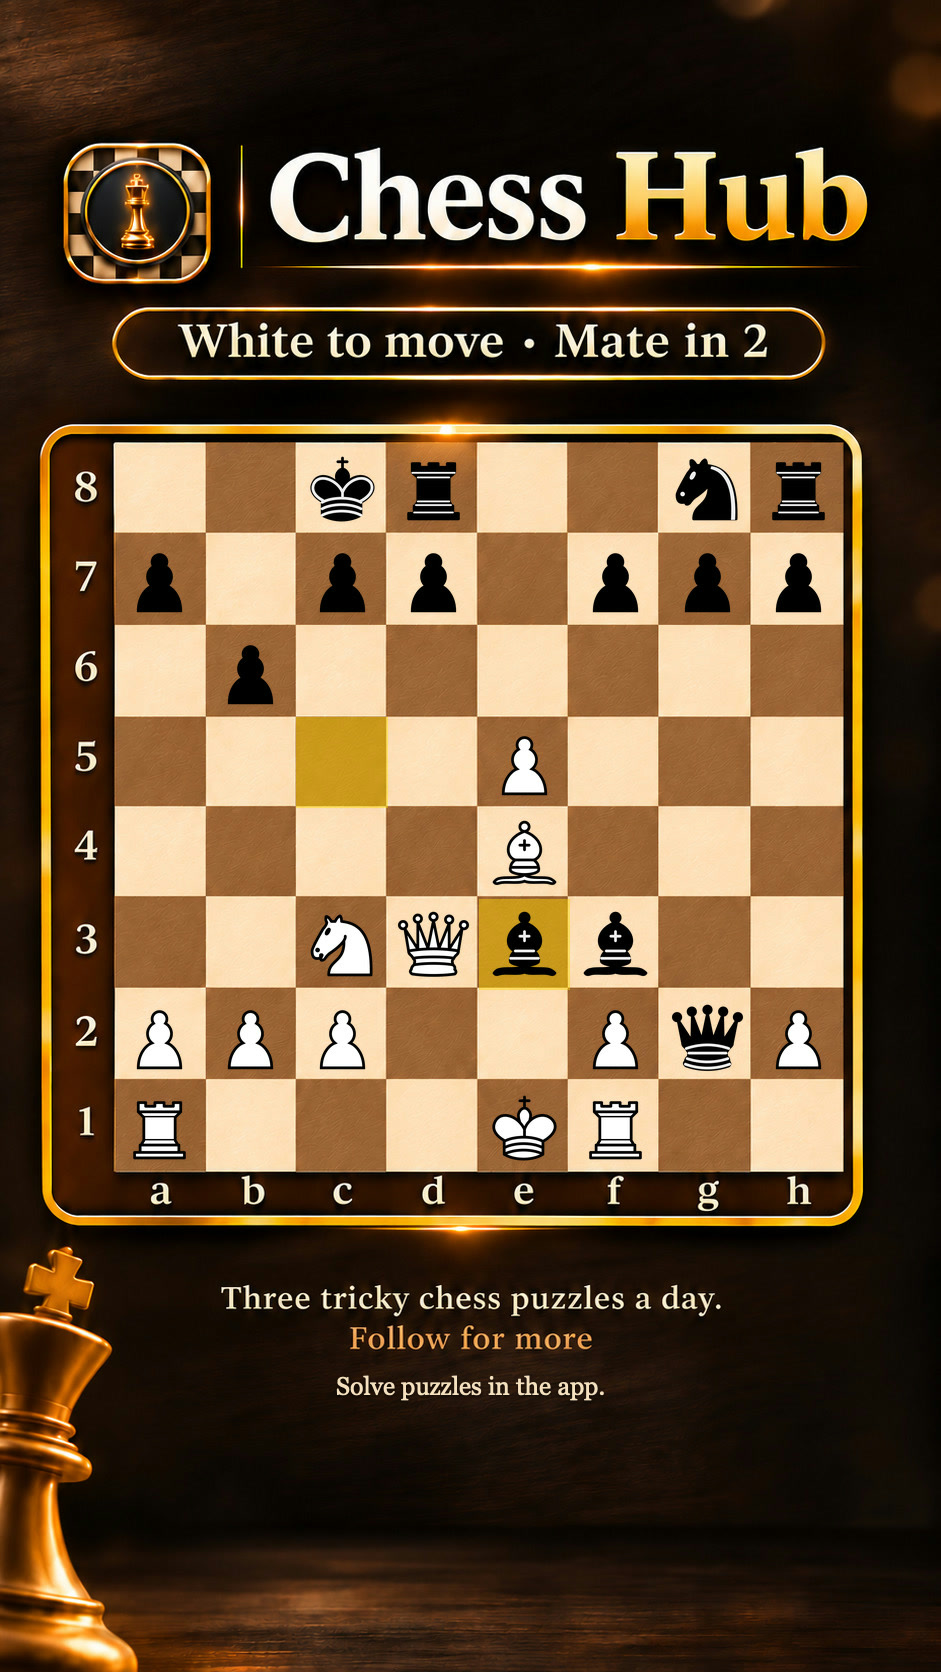 Chess Hub
White to move • Mate in 2
8
7
6
5
4
3
2
1
a b c d e f g h
Three tricky chess puzzles a day.
Follow for more
Solve puzzles in the app.